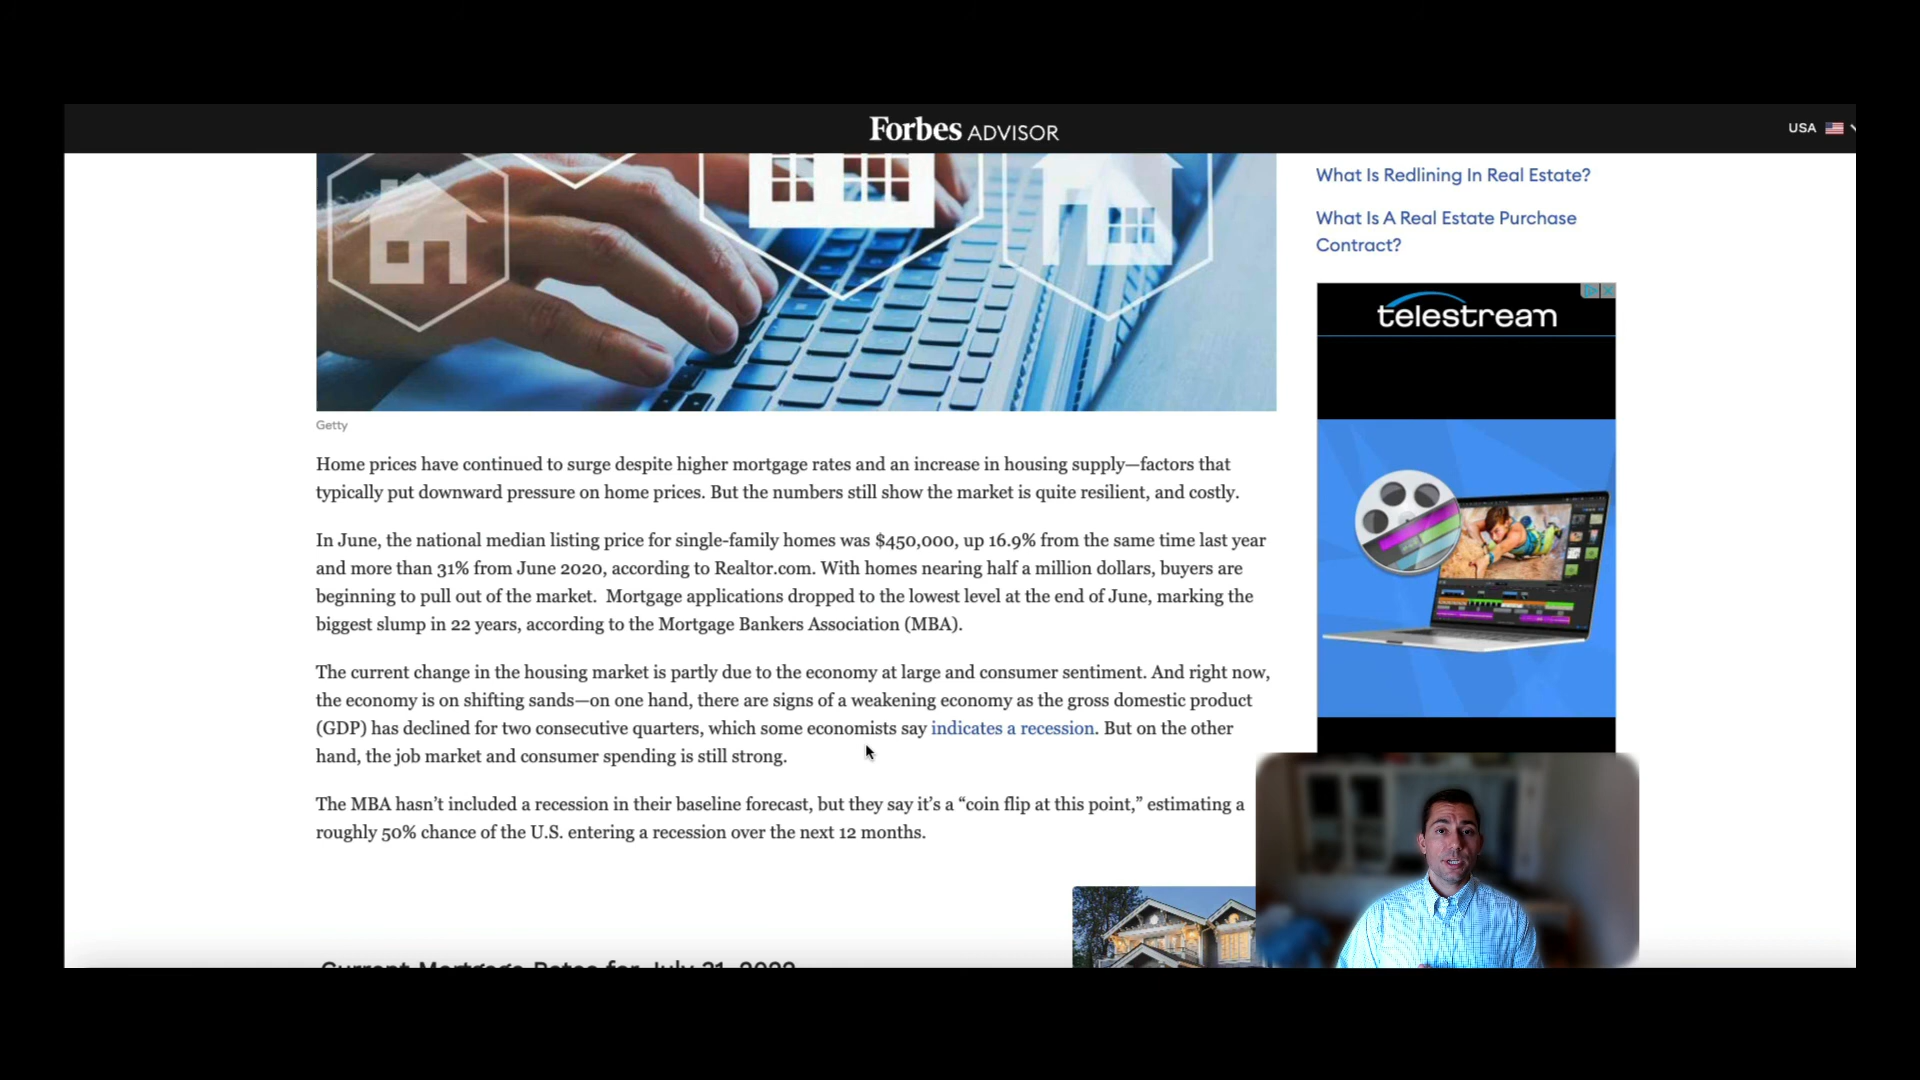 Forbes ADVISOR
USA
What Is Redlining In Real Estate?
What Is A Real Estate Purchase
Contract?
telestream
Getty
Home prices have continued to surge despite higher mortgage rates and an increase in housing supply—factors that
typically put downward pressure on home prices. But the numbers still show the market is quite resilient, and costly.
In June, the national median listing price for single-family homes was $450,000, up 16.9% from the same time last year
and more than 31% from June 2020, according to Realtor.com. With homes nearing half a million dollars, buyers are
beginning to pull out of the market.  Mortgage applications dropped to the lowest level at the end of June, marking the
biggest slump in 22 years, according to the Mortgage Bankers Association (MBA).
The current change in the housing market is partly due to the economy at large and consumer sentiment. And right now,
the economy is on shifting sands—on one hand, there are signs of a weakening economy as the gross domestic product
(GDP) has declined for two consecutive quarters, which some economists say indicates a recession. But on the other
hand, the job market and consumer spending is still strong.
The MBA hasn’t included a recession in their baseline forecast, but they say it’s a “coin flip at this point,” estimating a
roughly 50% chance of the U.S. entering a recession over the next 12 months.
Current Mortgage Rates for July 31, 2022